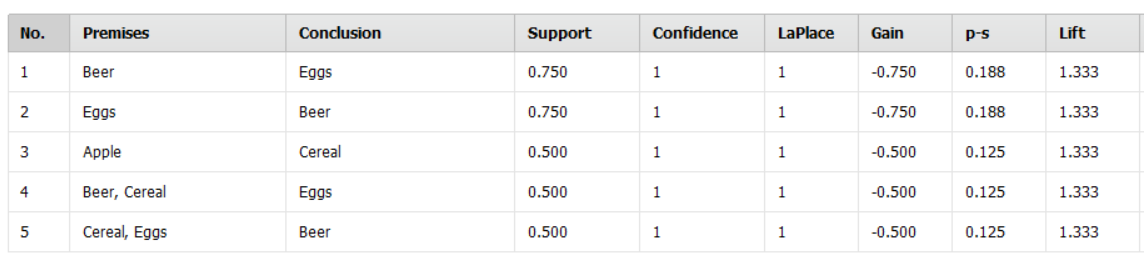 No. Premises Conclusion Support Confidence LaPlace Gain p-s Lift
1 Beer Eggs 0.750 1 1 -0.750 0.188 1.333
2 Eggs Beer 0.750 1 1 -0.750 0.188 1.333
3 Apple Cereal 0.500 1 1 -0.500 0.125 1.333
4 Beer, Cereal Eggs 0.500 1 1 -0.500 0.125 1.333
5 Cereal, Eggs Beer 0.500 1 1 -0.500 0.125 1.333